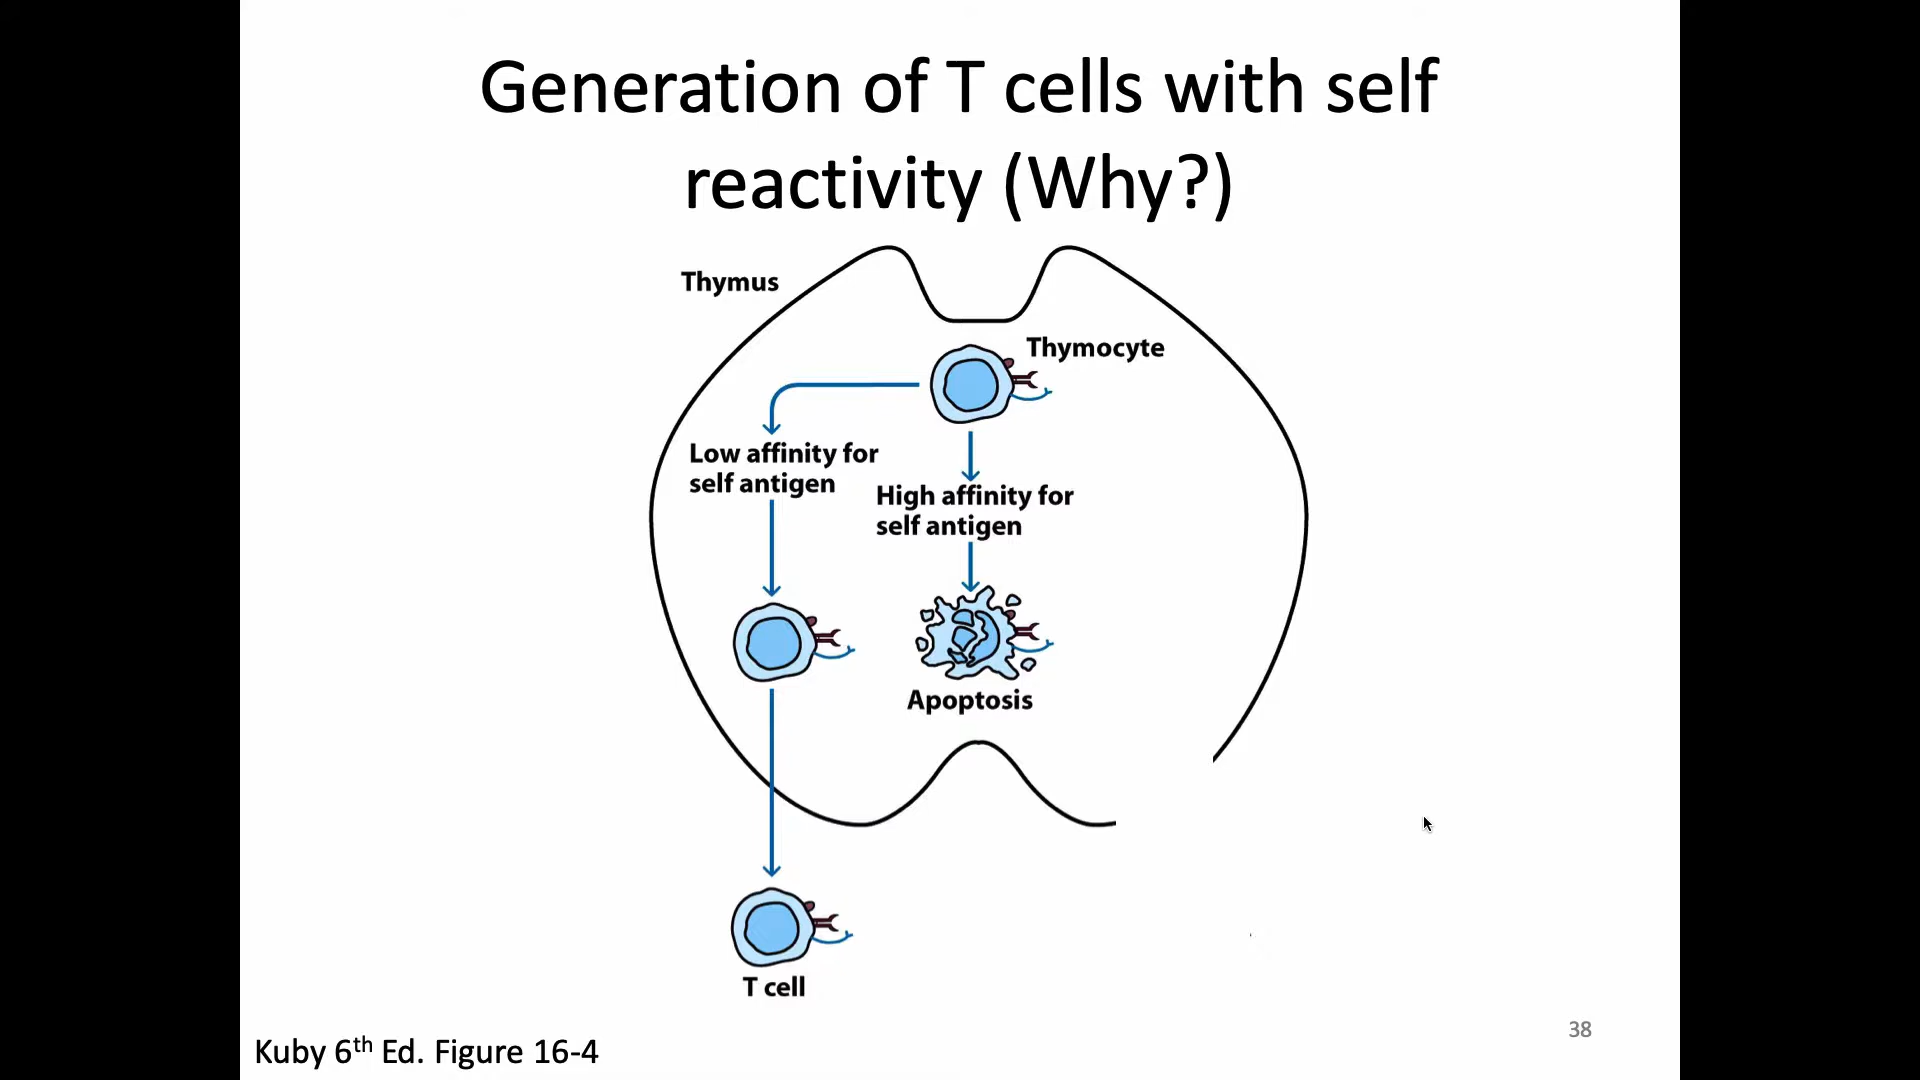 Generation of T cells with self
reactivity (Why?)
Thymus
Thymocyte
Low affinity for
self antigen
High affinity for
self antigen
Apoptosis
T cell
38
Kuby 6th Ed. Figure 16-4